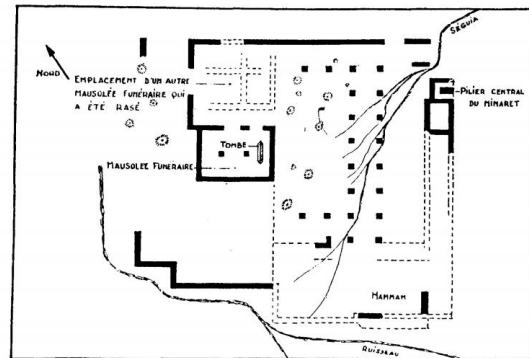 SÉGUIA
NORD
EMPLACEMENT D'UN AUTRE
MAUSOLÉE FUNÉRAIRE QUI
A ÉTÉ RASÉ
PILIER CENTRAL
DU MINARET
TOMBE
MAUSOLÉE FUNÉRAIRE
HAMMAM
RUISSEAU